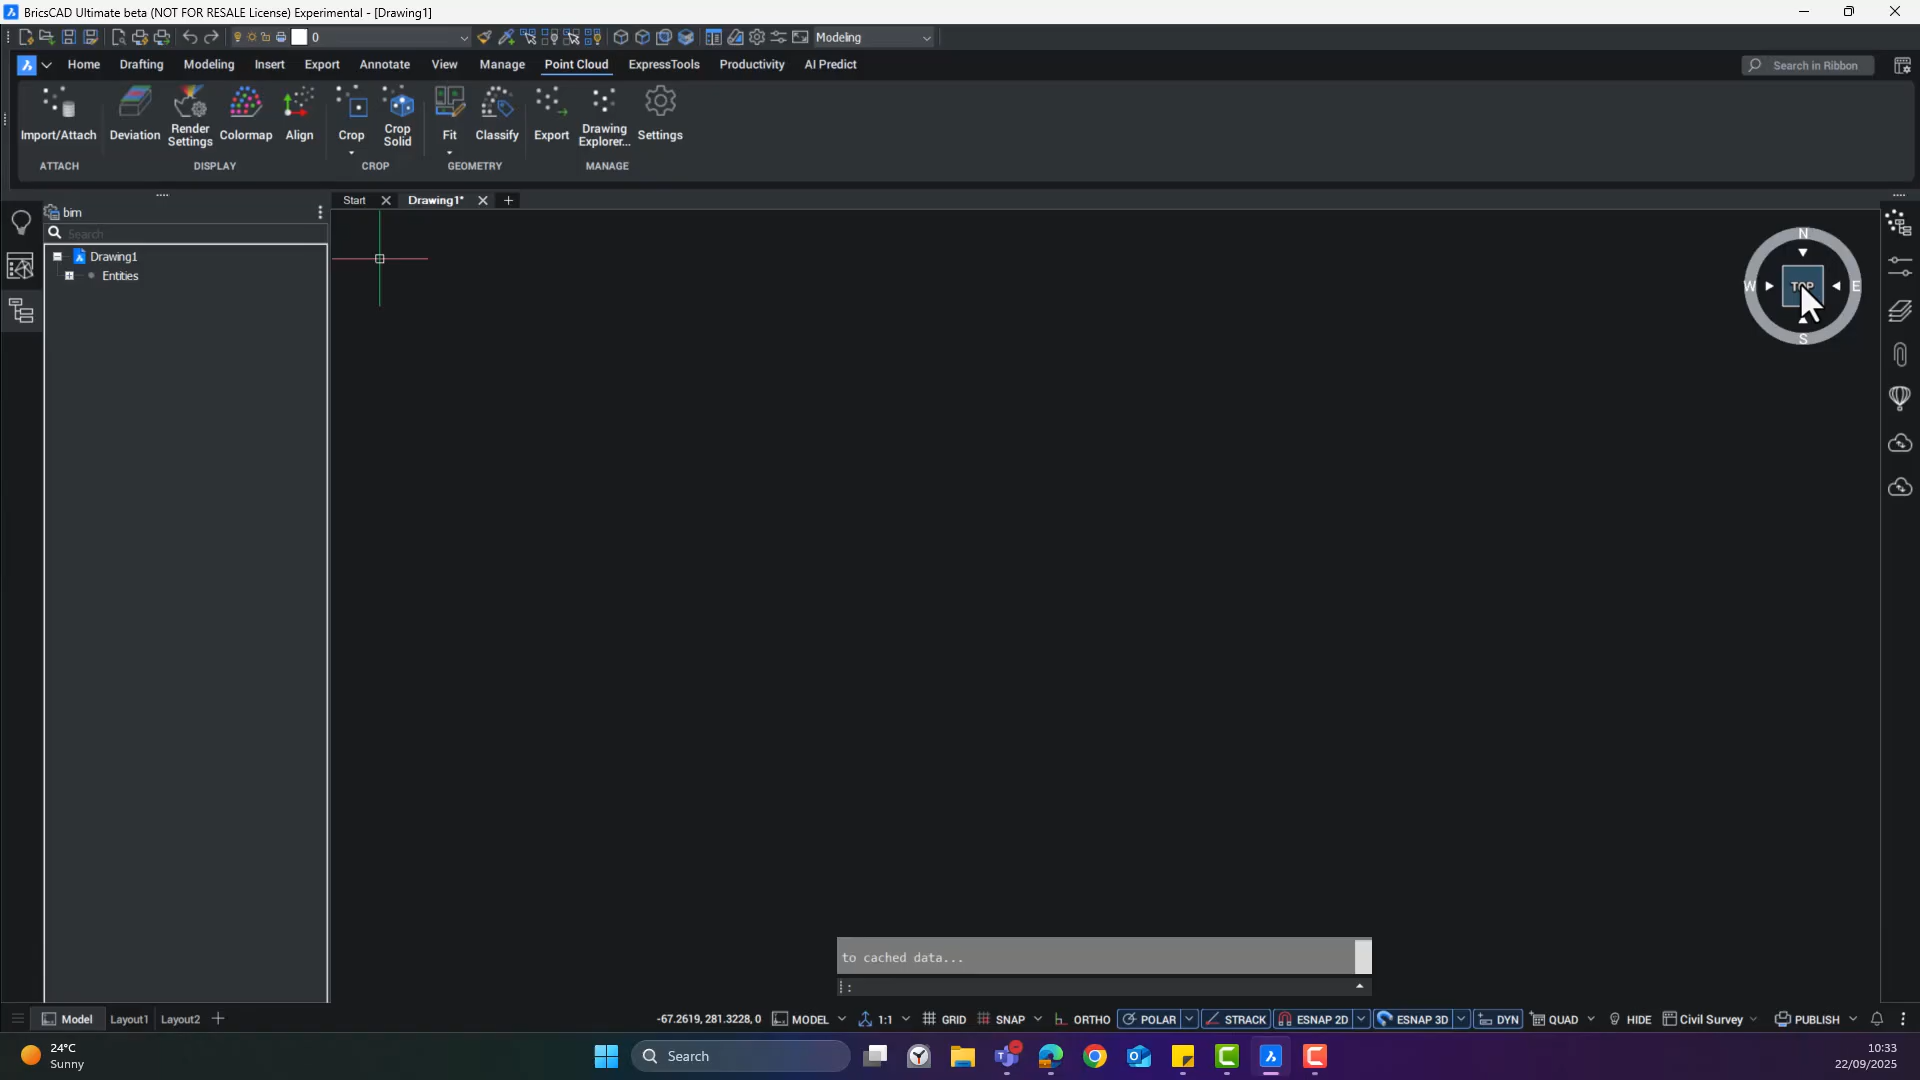 BricsCAD Ultimate beta (NOT FOR RESALE License) Experimental - [Drawing1]
0
Modeling
Home Drafting Modeling Insert Export Annotate View Manage Point Cloud ExpressTools Productivity AI Predict
Search in Ribbon
Import/Attach Deviation Render Settings Colormap Align Crop Crop Solid Fit Classify Export Drawing Explorer... Settings
ATTACH DISPLAY CROP GEOMETRY MANAGE
Start Drawing1* +
bim
Search
Drawing1
Entities
N
W TOP E
S
to cached data...
:
Model Layout1 Layout2 +
-67.2619, 281.3228, 0 MODEL 1:1 GRID SNAP ORTHO POLAR STRACK ESNAP 2D ESNAP 3D DYN QUAD HIDE Civil Survey PUBLISH
24°C
Sunny
Search
10:33
22/09/2025